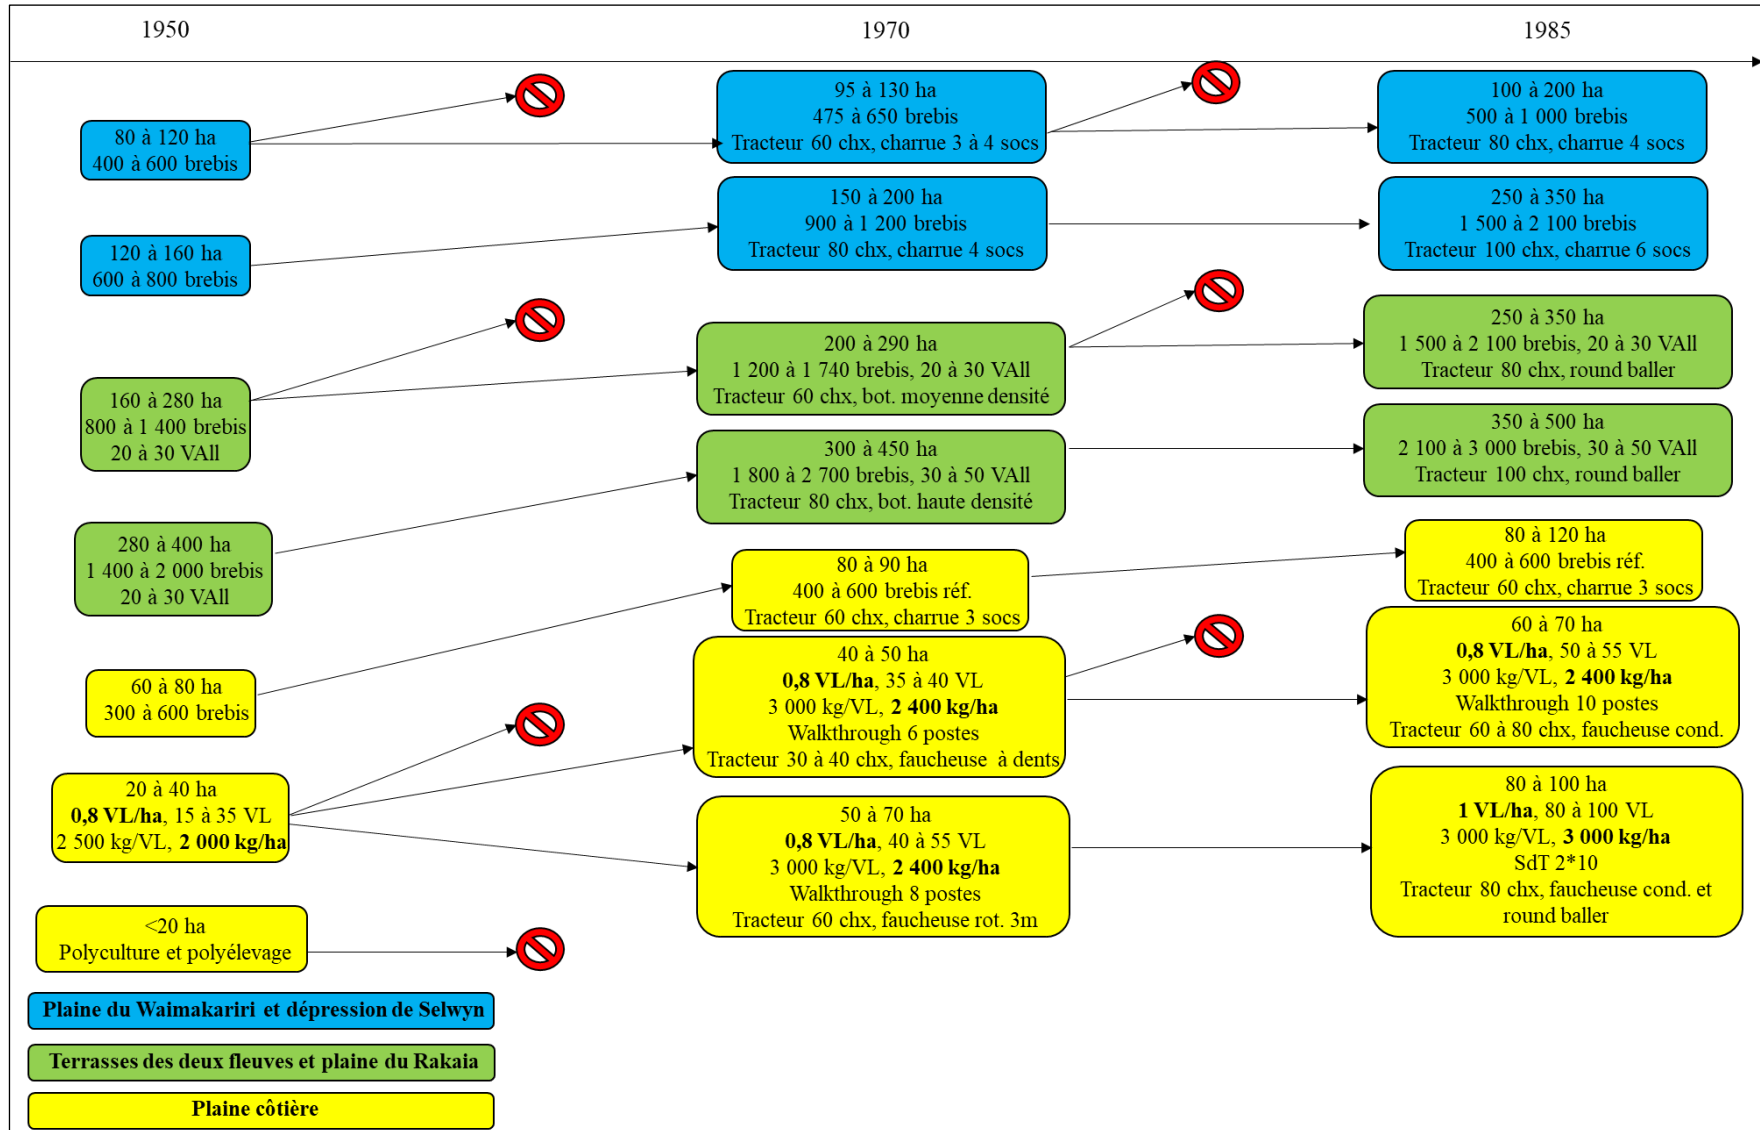 1950
1970
1985
80 à 120 ha
400 à 600 brebis
120 à 160 ha
600 à 800 brebis
160 à 280 ha
800 à 1 400 brebis
20 à 30 VAll
280 à 400 ha
1 400 à 2 000 brebis
20 à 30 VAll
60 à 80 ha
300 à 600 brebis
20 à 40 ha
0,8 VL/ha, 15 à 35 VL
2 500 kg/VL, 2 000 kg/ha
<20 ha
Polyculture et polyélevage
95 à 130 ha
475 à 650 brebis
Tracteur 60 chx, charrue 3 à 4 socs
150 à 200 ha
900 à 1 200 brebis
Tracteur 80 chx, charrue 4 socs
200 à 290 ha
1 200 à 1 740 brebis, 20 à 30 VAll
Tracteur 60 chx, bot. moyenne densité
300 à 450 ha
1 800 à 2 700 brebis, 30 à 50 VAll
Tracteur 80 chx, bot. haute densité
80 à 90 ha
400 à 600 brebis réf.
Tracteur 60 chx, charrue 3 socs
40 à 50 ha
0,8 VL/ha, 35 à 40 VL
3 000 kg/VL, 2 400 kg/ha
Walkthrough 6 postes
Tracteur 30 à 40 chx, faucheuse à dents
50 à 70 ha
0,8 VL/ha, 40 à 55 VL
3 000 kg/VL, 2 400 kg/ha
Walkthrough 8 postes
Tracteur 60 chx, faucheuse rot. 3m
100 à 200 ha
500 à 1 000 brebis
Tracteur 80 chx, charrue 4 socs
250 à 350 ha
1 500 à 2 100 brebis
Tracteur 100 chx, charrue 6 socs
250 à 350 ha
1 500 à 2 100 brebis, 20 à 30 VAll
Tracteur 80 chx, round baller
350 à 500 ha
2 100 à 3 000 brebis, 30 à 50 VAll
Tracteur 100 chx, round baller
80 à 120 ha
400 à 600 brebis réf.
Tracteur 60 chx, charrue 3 socs
60 à 70 ha
0,8 VL/ha, 50 à 55 VL
3 000 kg/VL, 2 400 kg/ha
Walkthrough 10 postes
Tracteur 60 à 80 chx, faucheuse cond.
80 à 100 ha
1 VL/ha, 80 à 100 VL
3 000 kg/VL, 3 000 kg/ha
SdT 2*10
Tracteur 80 chx, faucheuse cond. et
round baller
Plaine du Waimakariri et dépression de Selwyn
Terrasses des deux fleuves et plaine du Rakaia
Plaine côtière